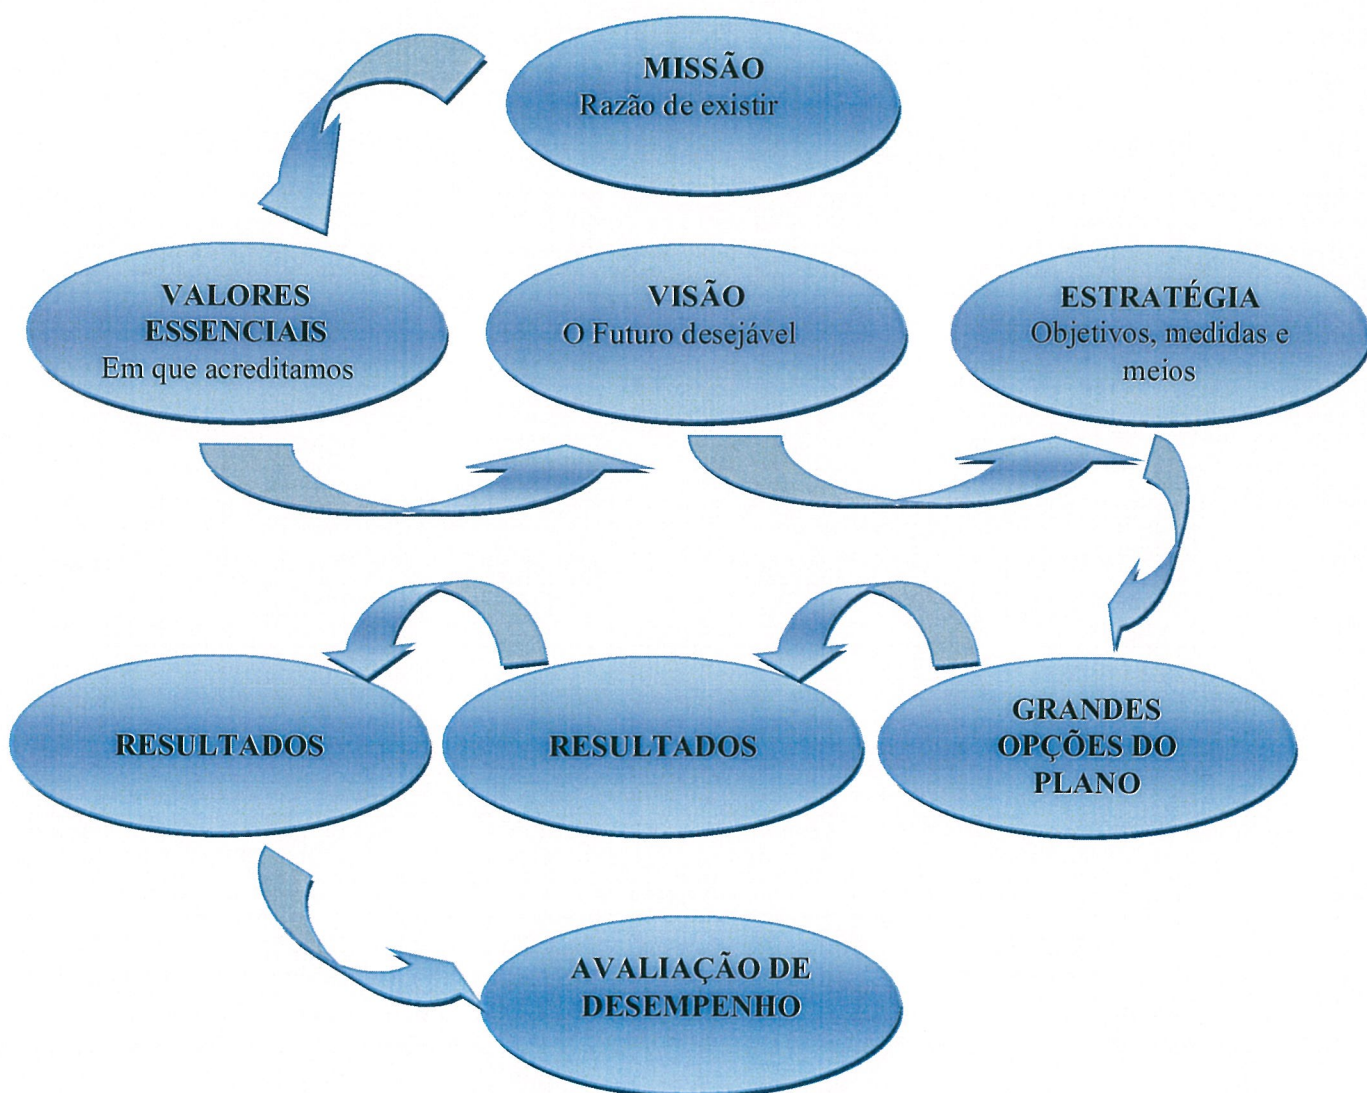 MISSÃO
Razão de existir
VALORES
ESSENCIAIS
Em que acreditamos
VISÃO
O Futuro desejável
ESTRATÉGIA
Objetivos, medidas e
meios
RESULTADOS
RESULTADOS
GRANDES
OPÇÕES DO
PLANO
AVALIAÇÃO DE
DESEMPENHO